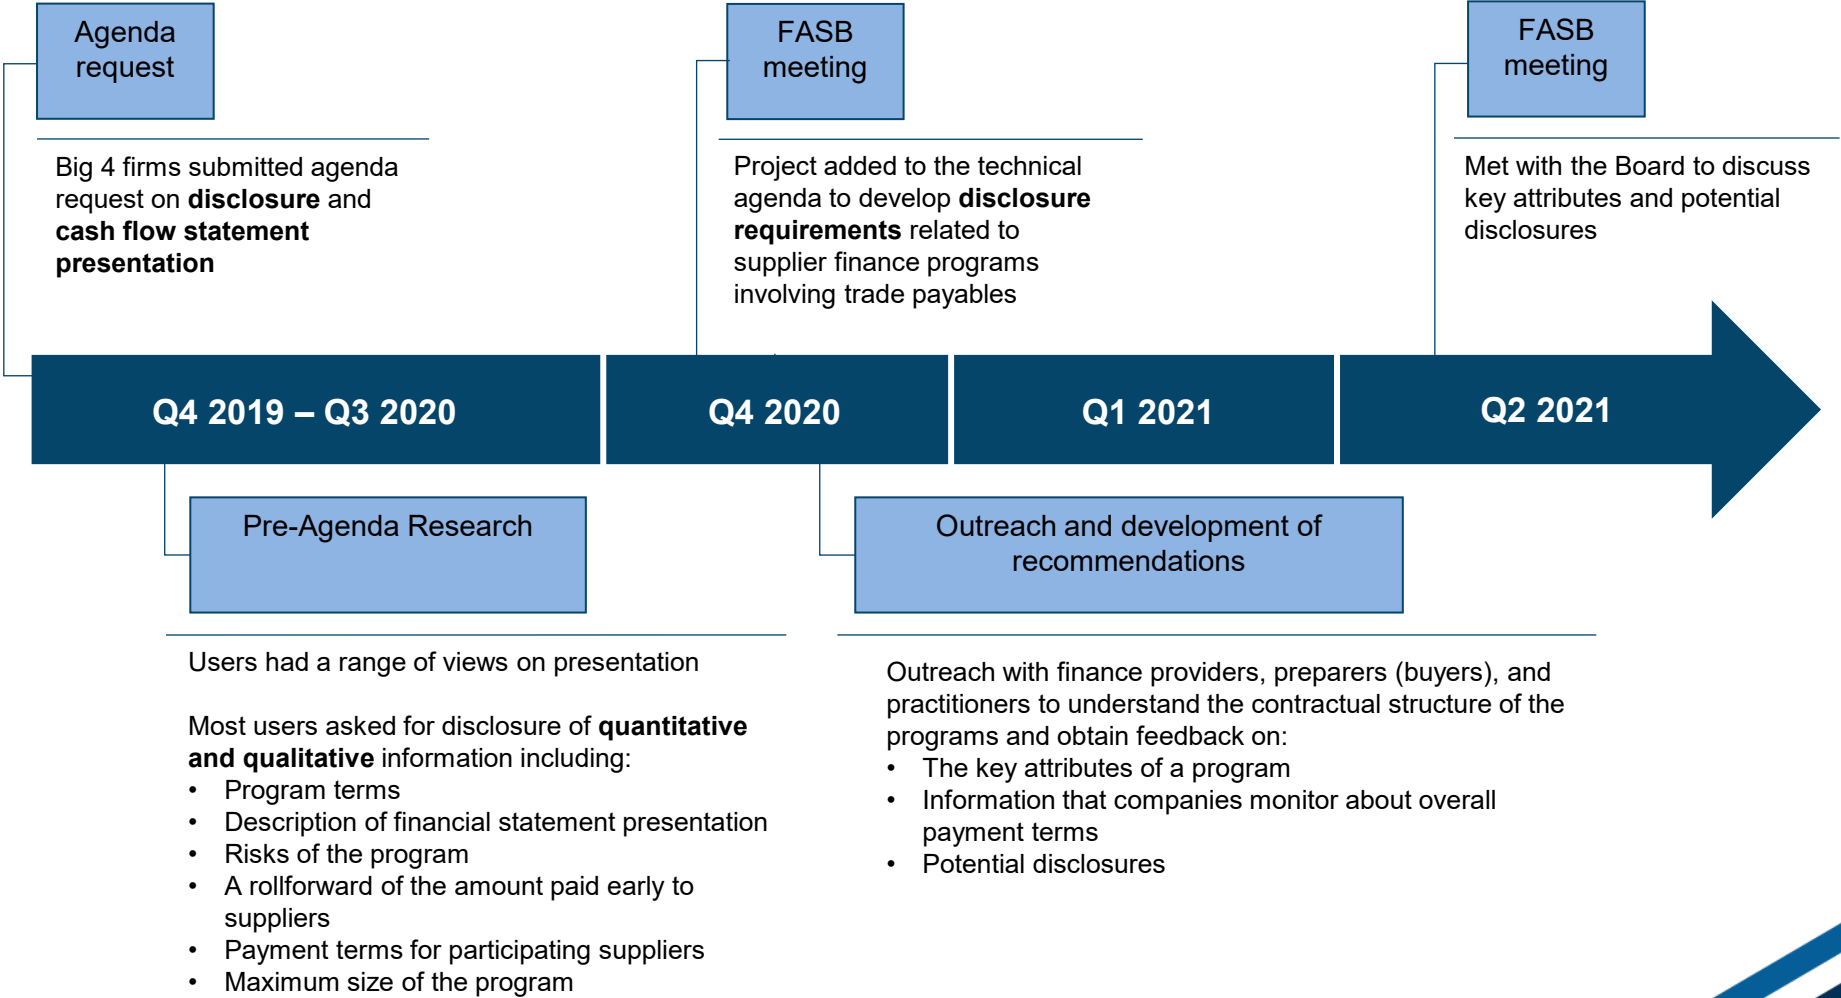 Agenda
request
Big 4 firms submitted agenda
request on disclosure and
cash flow statement
presentation
FASB
meeting
Project added to the technical
agenda to develop disclosure
requirements related to
supplier finance programs
involving trade payables
FASB
meeting
Met with the Board to discuss
key attributes and potential
disclosures
Q4 2019 – Q3 2020
Q4 2020
Q1 2021
Q2 2021
Pre-Agenda Research
Users had a range of views on presentation
Most users asked for disclosure of quantitative
and qualitative information including:
• Program terms
• Description of financial statement presentation
• Risks of the program
• A rollforward of the amount paid early to
suppliers
• Payment terms for participating suppliers
• Maximum size of the program
Outreach and development of
recommendations
Outreach with finance providers, preparers (buyers), and
practitioners to understand the contractual structure of the
programs and obtain feedback on:
• The key attributes of a program
• Information that companies monitor about overall
payment terms
• Potential disclosures